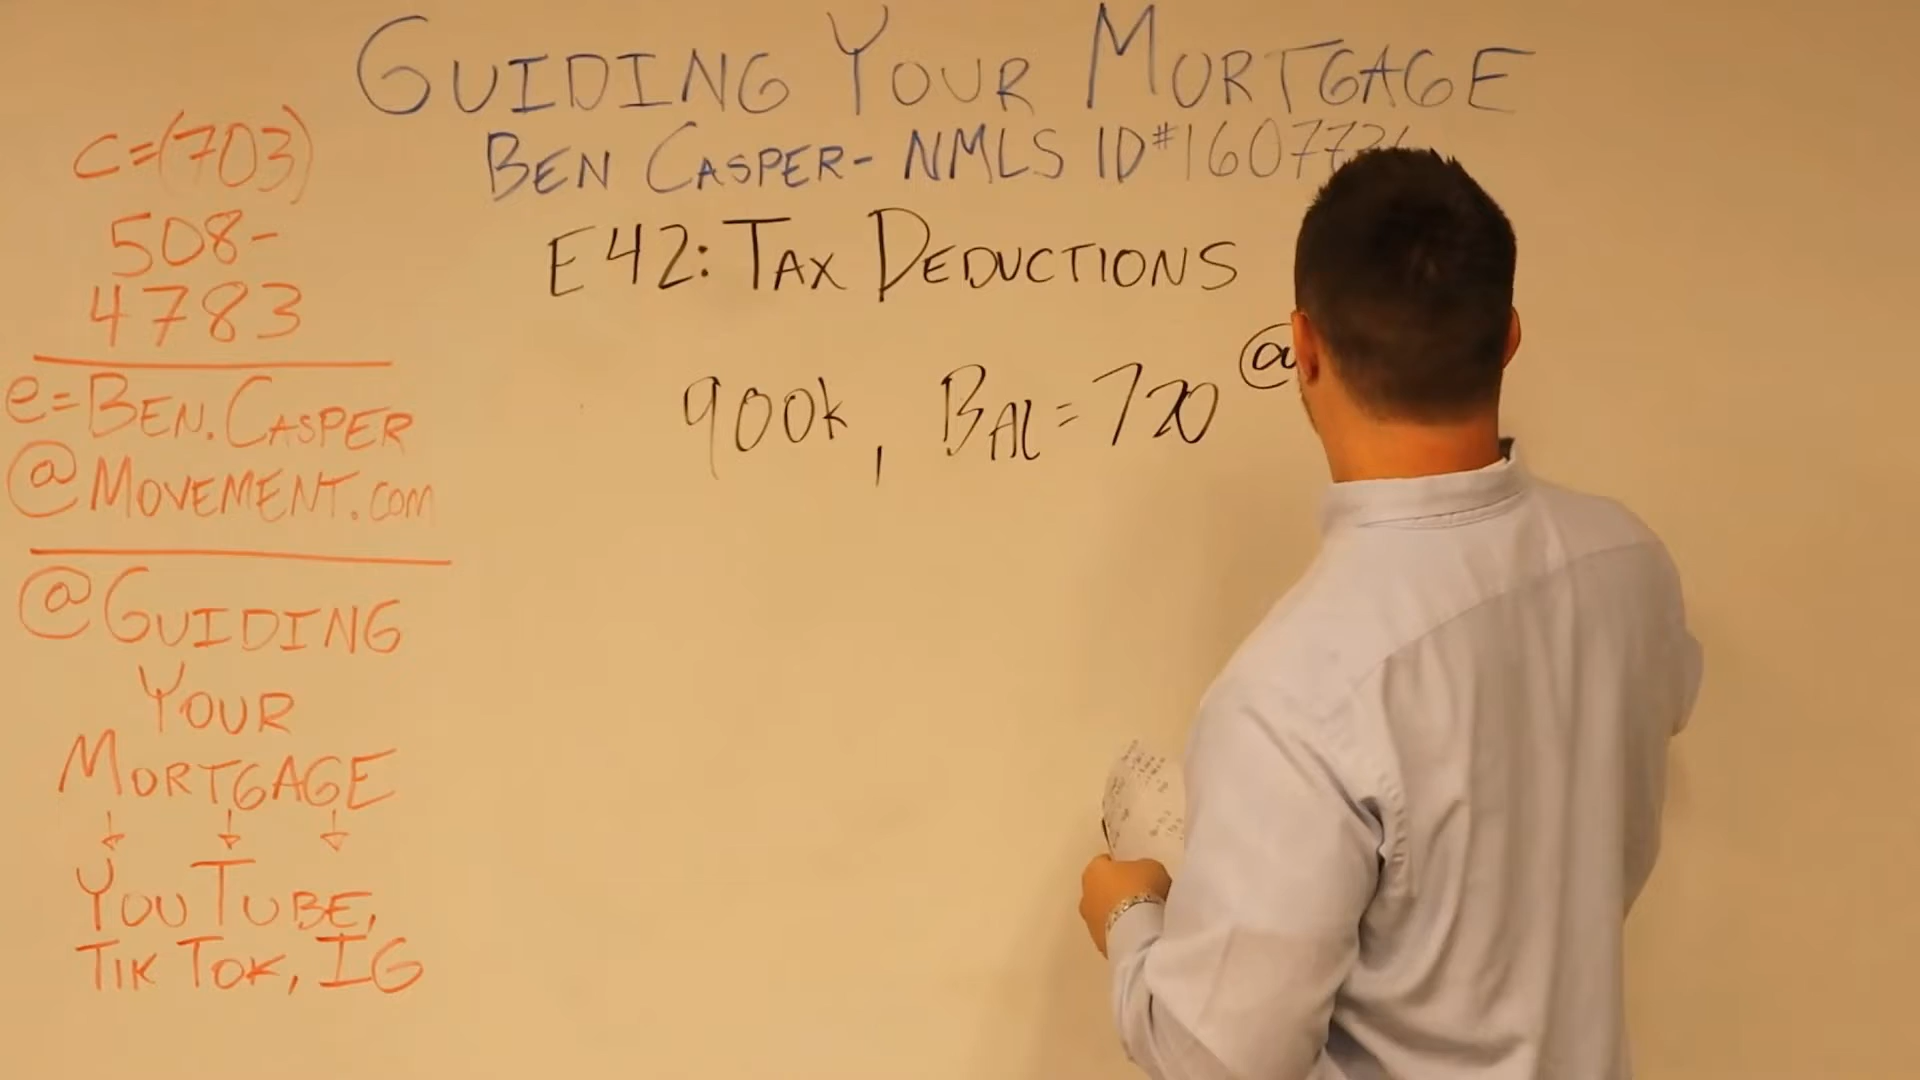 GUIDING YOUR MORTGAGE
BEN CASPER- NMLS ID#160772
E42: TAX DEDUCTIONS
900k, BAL=720 @
C=(703)
508-
4783
e=BEN.CASPER
@MOVEMENT.COM
@GUIDING
YOUR
MORTGAGE
YOUTUBE,
TIK TOK, IG